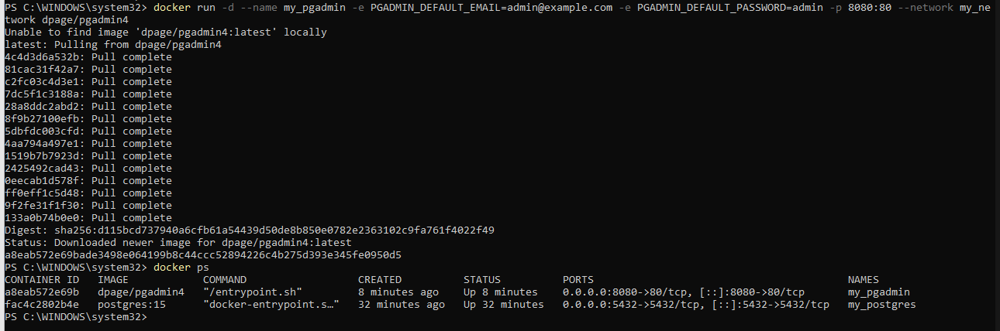 PS C:\WINDOWS\system32> docker run -d --name my_pgadmin -e PGADMIN_DEFAULT_EMAIL=admin@example.com -e PGADMIN_DEFAULT_PASSWORD=admin -p 8080:80 --network my_ne
twork dpage/pgadmin4
Unable to find image 'dpage/pgadmin4:latest' locally
latest: Pulling from dpage/pgadmin4
4c4d3d6a532b: Pull complete
81cac31f42a7: Pull complete
c2fc03c4d3e1: Pull complete
7dc5f1c3188a: Pull complete
28a8ddc2abd2: Pull complete
8f9b27100efb: Pull complete
5dbfdc003cfd: Pull complete
4aa794a497e1: Pull complete
1519b7b7923d: Pull complete
2425492cad43: Pull complete
0eecab1d578f: Pull complete
ff0eff1c5d48: Pull complete
9f2fe31f1f30: Pull complete
133a0b74b0e0: Pull complete
Digest: sha256:d115bcd737940a6cfb61a54439d50de8b850e0782e2363102c9fa761f4022f49
Status: Downloaded newer image for dpage/pgadmin4:latest
a8eab572e69bade3498e064199b8c44ccc52894226c4b275d393e345fe0950d5
PS C:\WINDOWS\system32> docker ps
CONTAINER ID   IMAGE            COMMAND                  CREATED          STATUS          PORTS                                         NAMES
a8eab572e69b   dpage/pgadmin4   "/entrypoint.sh"         8 minutes ago    Up 8 minutes    0.0.0.0:8080->80/tcp, [::]:8080->80/tcp       my_pgadmin
fac4c2802b4e   postgres:15      "docker-entrypoint.s…"   32 minutes ago   Up 32 minutes   0.0.0.0:5432->5432/tcp, [::]:5432->5432/tcp   my_postgres
PS C:\WINDOWS\system32>